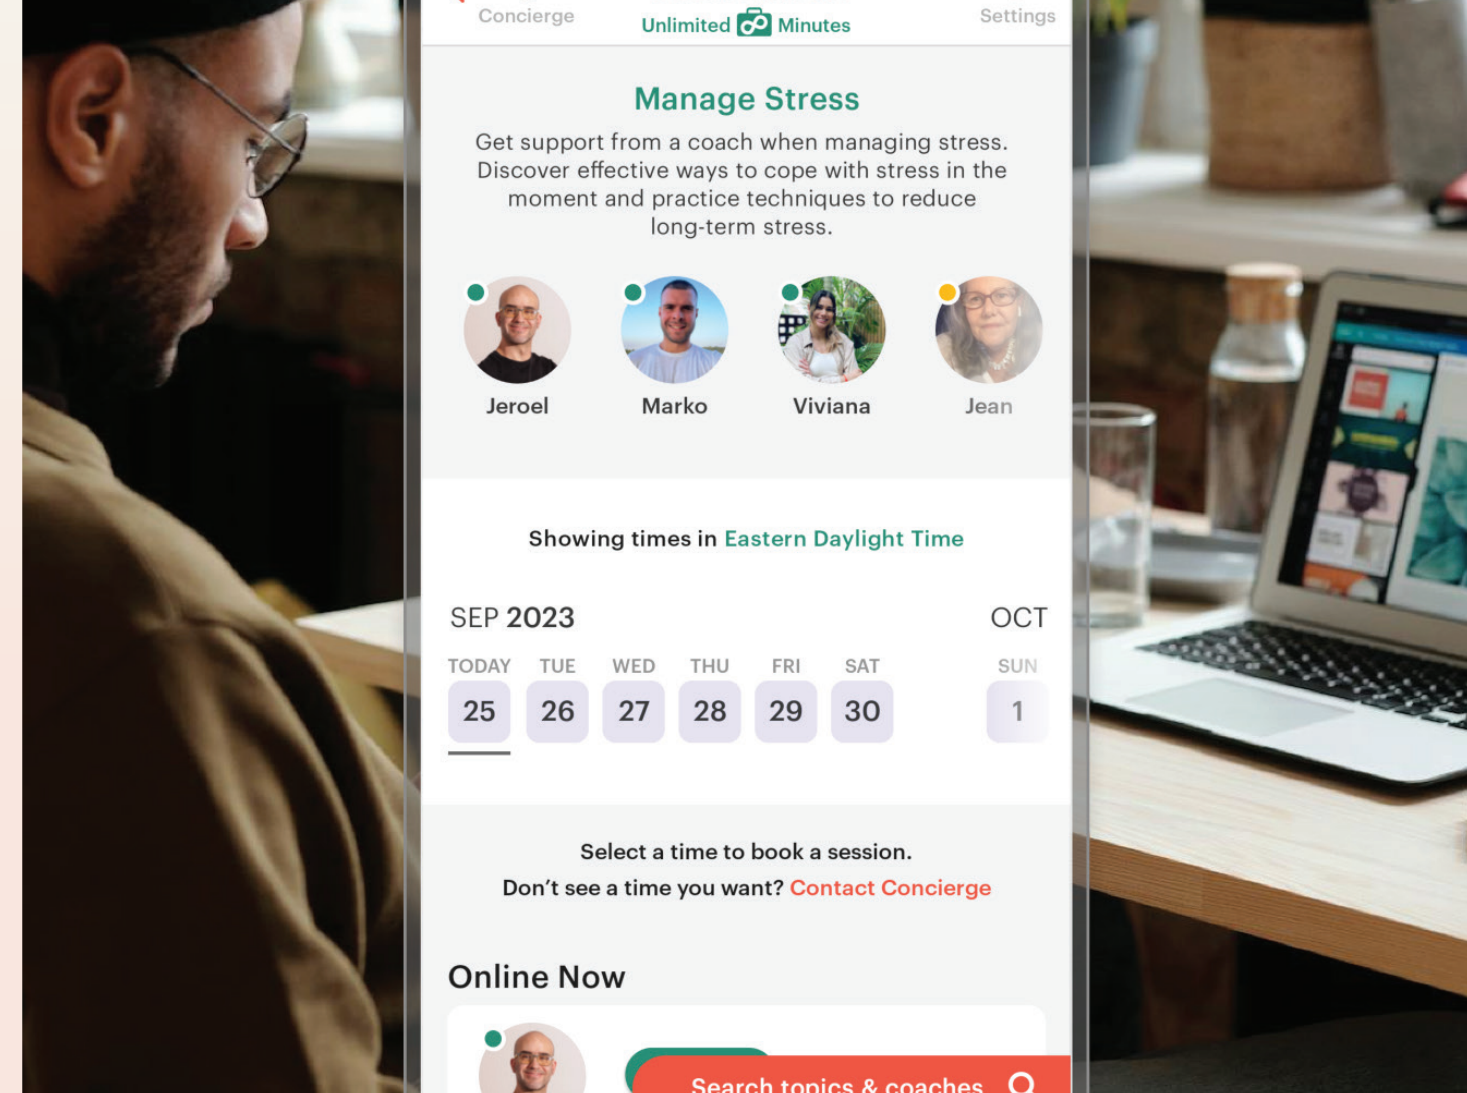 Concierge
Unlimited Minutes
Settings
Manage Stress
Get support from a coach when managing stress.
Discover effective ways to cope with stress in the
moment and practice techniques to reduce
long-term stress.
Jeroel Marko Viviana Jean
Showing times in Eastern Daylight Time
SEP 2023 OCT
TODAY TUE WED THU FRI SAT SUN
25 26 27 28 29 30 1
Select a time to book a session.
Don’t see a time you want? Contact Concierge
Online Now
Search topics & coaches